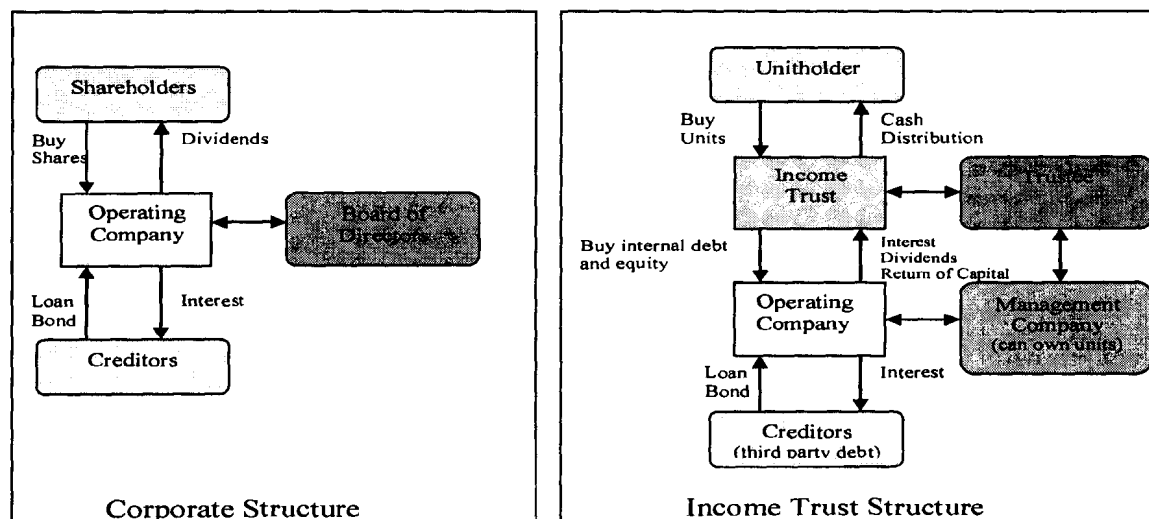 Shareholders
Buy
Shares
Dividends
Operating
Company
Board of
Directors
Loan
Bond
Interest
Creditors
Corporate Structure
Unitholder
Buy
Units
Cash
Distribution
Income
Trust
Trustee
Buy internal debt
and equity
Interest
Dividends
Return of Capital
Operating
Company
Management
Company
(can own units)
Loan
Bond
Interest
Creditors
(third party debt)
Income Trust Structure